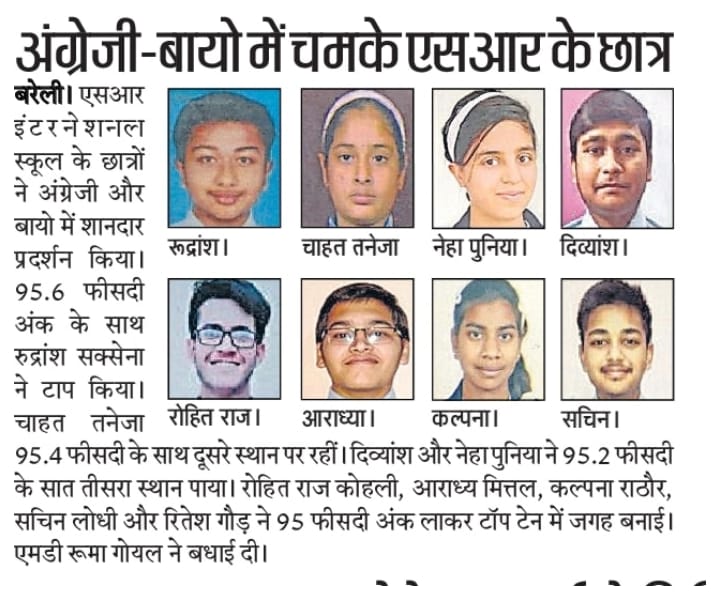 अंग्रेजी-बायो में चमके एसआर के छात्र
बरेली। एसआर
इंटरनेशनल
स्कूल के छात्रों
ने अंग्रेजी और
बायो में शानदार
प्रदर्शन किया।
95.6 फीसदी
अंक के साथ
रुद्रांश सक्सेना
ने टाप किया।
चाहत तनेजा
रूद्रांश। चाहत तनेजा नेहा पुनिया। दिव्यांश।
रोहित राज। आराध्या। कल्पना। सचिन।
95.4 फीसदी के साथ दूसरे स्थान पर रहीं। दिव्यांश और नेहा पुनिया ने 95.2 फीसदी
के सात तीसरा स्थान पाया। रोहित राज कोहली, आराध्य मित्तल, कल्पना राठौर,
सचिन लोधी और रितेश गौड़ ने 95 फीसदी अंक लाकर टॉप टेन में जगह बनाई।
एमडी रूमा गोयल ने बधाई दी।